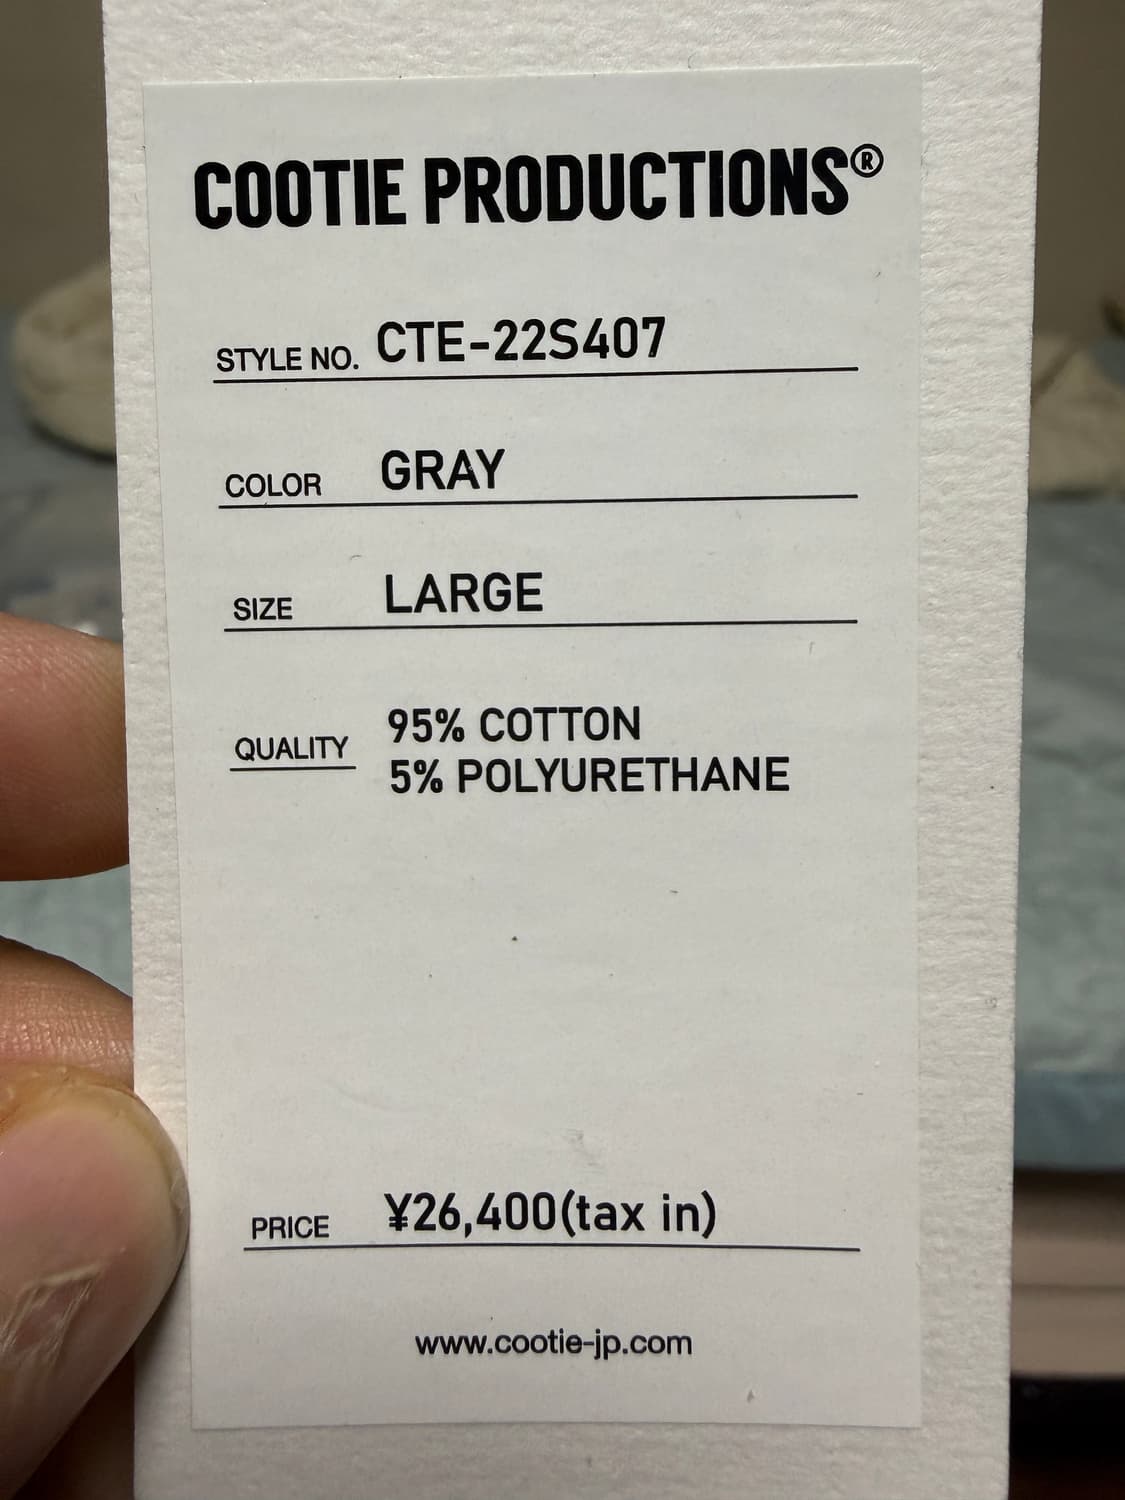 COOTIE PRODUCTIONS®
STYLE NO. CTE-22S407
COLOR GRAY
SIZE LARGE
QUALITY 95% COTTON
5% POLYURETHANE
PRICE ¥26,400(tax in)
www.cootie-jp.com